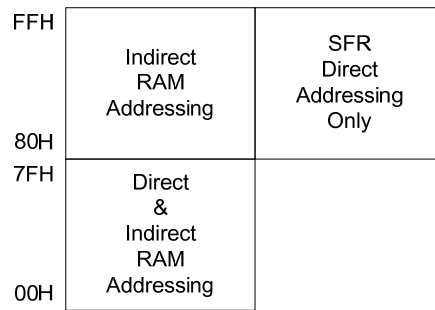 FFH
Indirect
RAM
Addressing
SFR
Direct
Addressing
Only
80H
7FH
Direct
&
Indirect
RAM
Addressing
00H